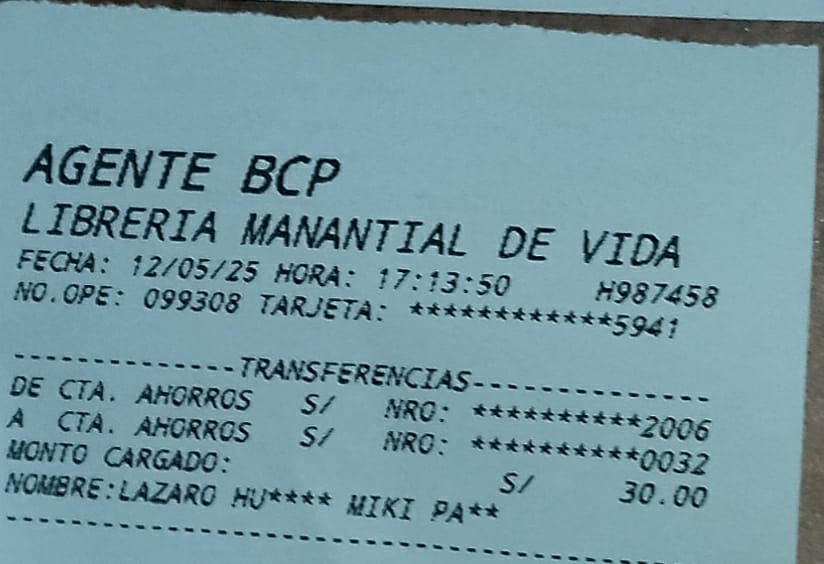 AGENTE BCP
LIBRERIA MANANTIAL DE VIDA
FECHA: 12/05/25 HORA: 17:13:50 H987458
NO.OPE: 099308 TARJETA: ************5941
--------------TRANSFERENCIAS---------------
DE CTA. AHORROS S/ NRO: **********2006
A CTA. AHORROS S/ NRO: **********0032
MONTO CARGADO: S/ 30.00
NOMBRE:LAZARO HU**** MIKI PA**
-------------------------------------------